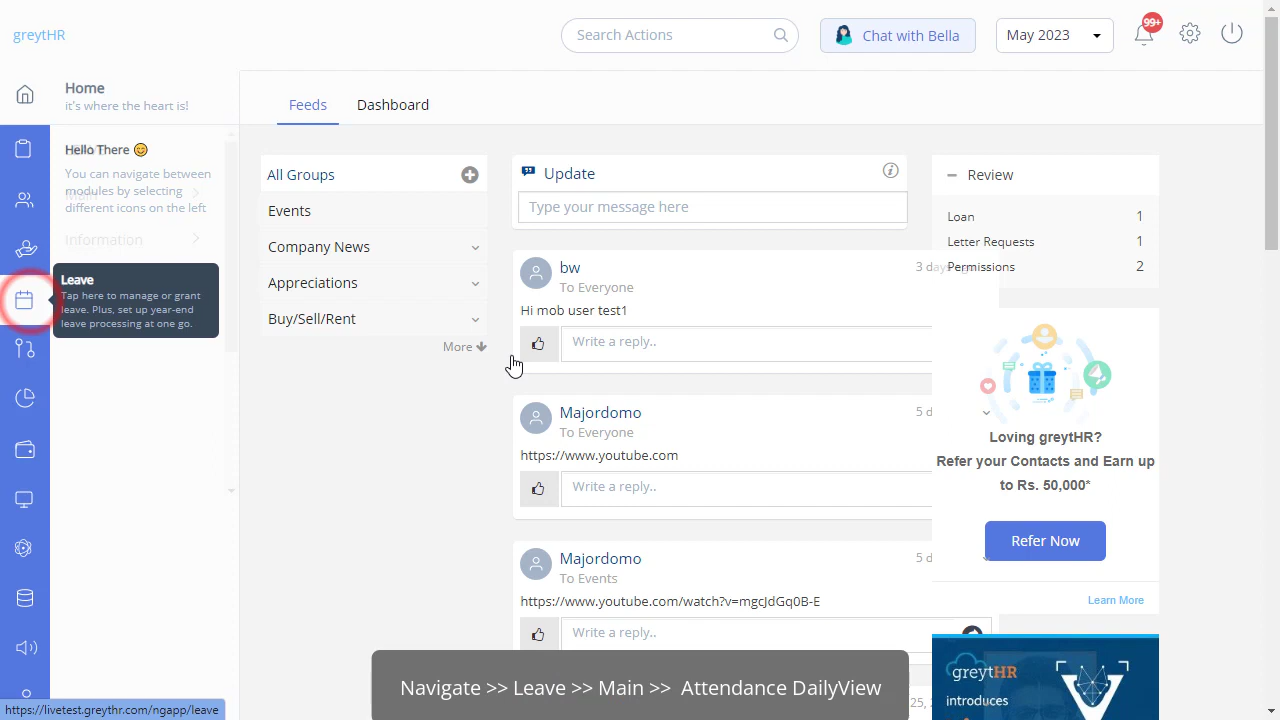 greytHR
Search Actions
Chat with Bella
May 2023
99+
Home
it's where the heart is!
Feeds
Dashboard
Hello There 😊
You can navigate between
modules by selecting
different icons on the left
Main
Information
Leave
Tap here to manage or grant
leave. Plus, set up year-end
leave processing at one go.
All Groups
Events
Company News
Appreciations
Buy/Sell/Rent
More
Update
Type your message here
bw
3 days
To Everyone
Hi mob user test1
Write a reply..
Majordomo
5 d
To Everyone
https://www.youtube.com
Write a reply..
Majordomo
5 d
To Events
https://www.youtube.com/watch?v=mgcJdGq0B-E
Write a reply..
25,
Review
Loan 1
Letter Requests 1
Permissions 2
Loving greytHR?
Refer your Contacts and Earn up
to Rs. 50,000*
Refer Now
Learn More
greytHR
introduces
Navigate >> Leave >> Main >> Attendance DailyView
https://livetest.greythr.com/ngapp/leave